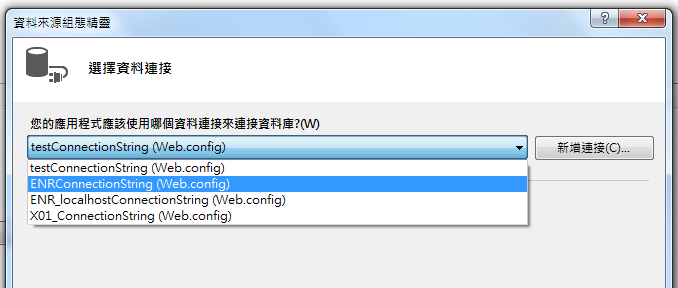 資料來源組態精靈
選擇資料連接
您的應用程式應該使用哪個資料連接來連接資料庫?(W)
testConnectionString (Web.config)
新增連接(C)...
testConnectionString (Web.config)
ENRConnectionString (Web.config)
ENR_localhostConnectionString (Web.config)
X01_ConnectionString (Web.config)